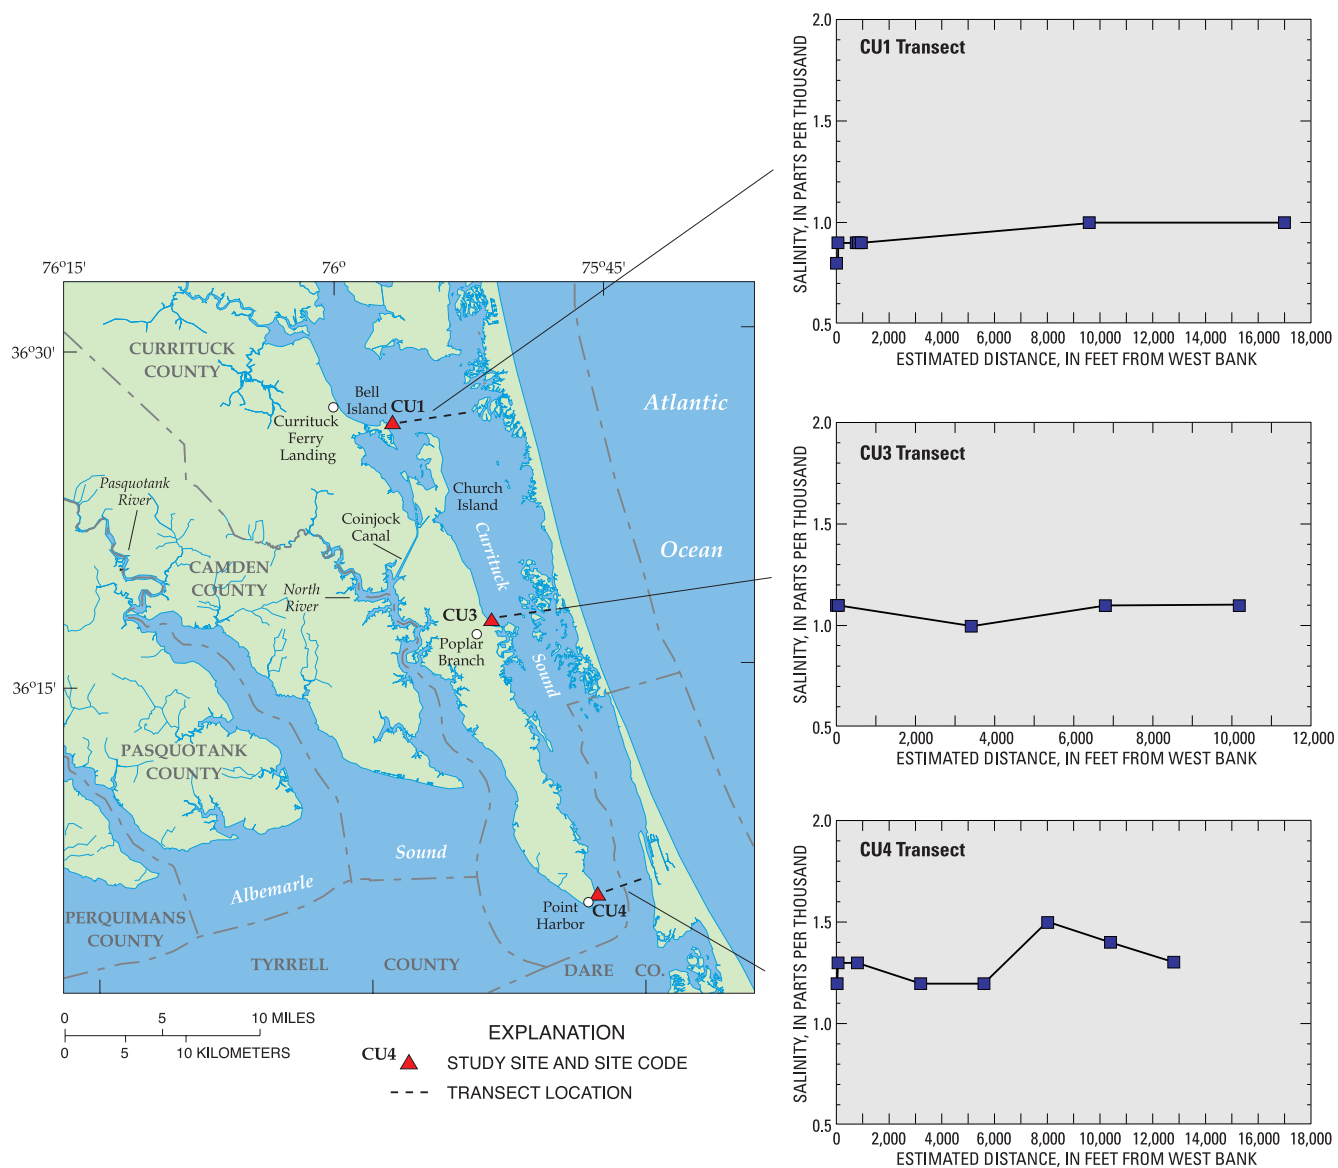 76º15'
76º
75º45'
36º30'
36º15'
CURRITUCK
COUNTY
Bell
Island
CU1
Currituck
Ferry
Landing
Atlantic
Ocean
Pasquotank
River
Church
Island
Coinjock
Canal
Currituck
Sound
CAMDEN
COUNTY
North
River
CU3
Poplar
Branch
PASQUOTANK
COUNTY
Albemarle
Sound
PERQUIMANS
COUNTY
Point
Harbor
CU4
TYRRELL COUNTY
DARE CO.
0 5 10 MILES
0 5 10 KILOMETERS
EXPLANATION
CU4 STUDY SITE AND SITE CODE
TRANSECT LOCATION
CU1 Transect
SALINITY, IN PARTS PER THOUSAND
2.0
1.5
1.0
0.5
0 2,000 4,000 6,000 8,000 10,000 12,000 14,000 16,000 18,000
ESTIMATED DISTANCE, IN FEET FROM WEST BANK
CU3 Transect
SALINITY, IN PARTS PER THOUSAND
2.0
1.5
1.0
0.5
0 2,000 4,000 6,000 8,000 10,000 12,000
ESTIMATED DISTANCE, IN FEET FROM WEST BANK
CU4 Transect
SALINITY, IN PARTS PER THOUSAND
2.0
1.5
1.0
0.5
0 2,000 4,000 6,000 8,000 10,000 12,000 14,000 16,000 18,000
ESTIMATED DISTANCE, IN FEET FROM WEST BANK